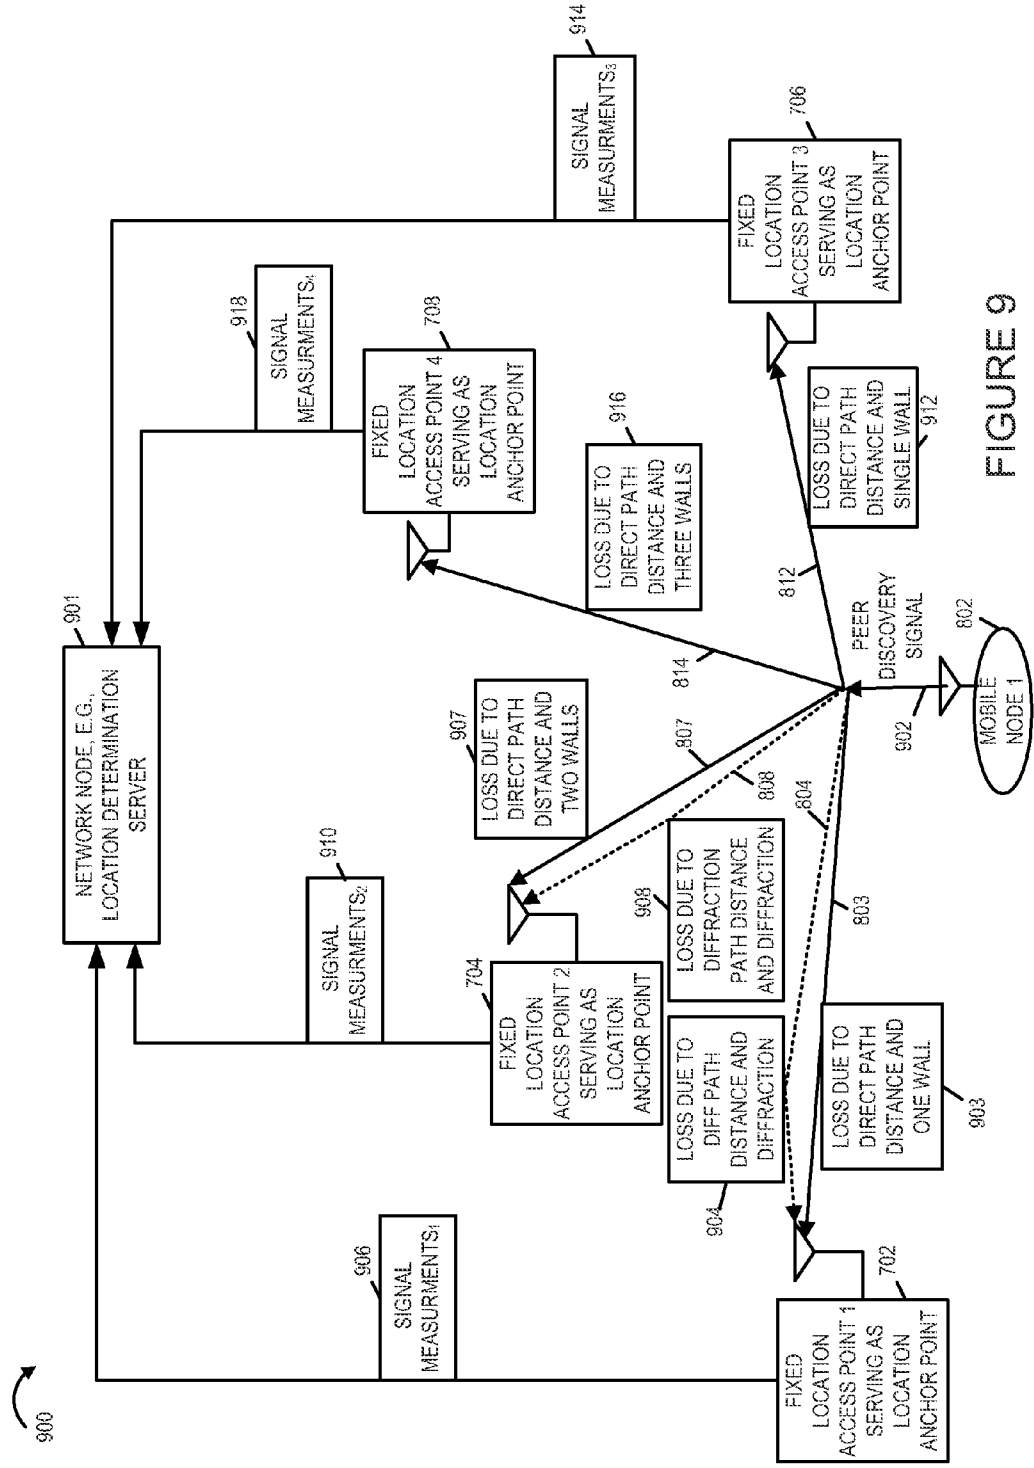 900
NETWORK NODE, E.G.,
LOCATION DETERMINATION
SERVER
901
906
SIGNAL
MEASURMENTS1
910
SIGNAL
MEASURMENTS2
918
SIGNAL
MEASURMENTS4
914
SIGNAL
MEASURMENTS3
704
FIXED
LOCATION
ACCESS POINT 2
SERVING AS
LOCATION
ANCHOR POINT
907
LOSS DUE TO
DIRECT PATH
DISTANCE AND
TWO WALLS
708
FIXED
LOCATION
ACCESS POINT 4
SERVING AS
LOCATION
ANCHOR POINT
916
LOSS DUE TO
DIRECT PATH
DISTANCE AND
THREE WALLS
706
FIXED
LOCATION
ACCESS POINT 3
SERVING AS
LOCATION
ANCHOR POINT
904
LOSS DUE TO
DIFF PATH
DISTANCE AND
DIFFRACTION
908
LOSS DUE TO
DIFFRACTION
PATH DISTANCE
AND DIFFRACTION
807
808
814
804
803
812
702
FIXED
LOCATION
ACCESS POINT 1
SERVING AS
LOCATION
ANCHOR POINT
LOSS DUE TO
DIRECT PATH
DISTANCE AND
ONE WALL
903
LOSS DUE TO
DIRECT PATH
DISTANCE AND
SINGLE WALL
912
PEER
DISCOVERY
SIGNAL
902
802
MOBILE
NODE 1
FIGURE 9